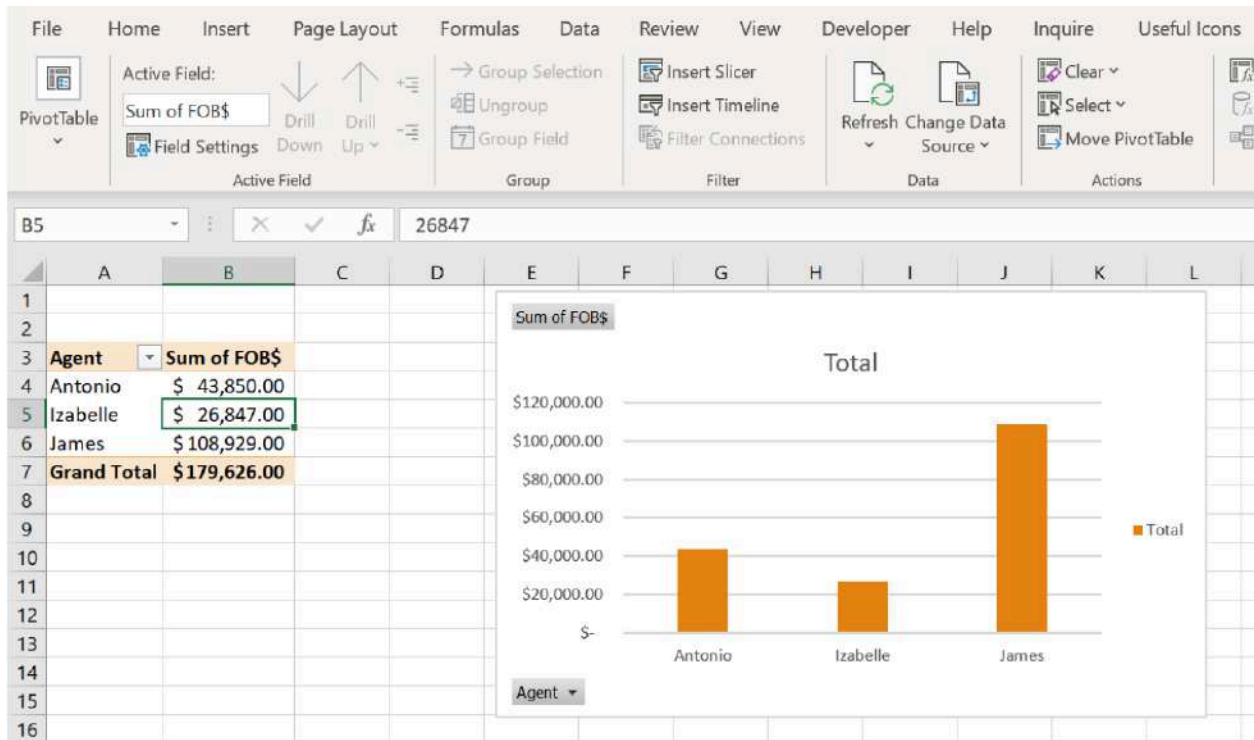 File Home Insert Page Layout Formulas Data Review View Developer Help Inquire Useful Icons
PivotTable
Active Field:
Sum of FOB$
Field Settings
Drill Down
Drill Up
Active Field
Group Selection
Ungroup
7 Group Field
Group
Insert Slicer
Insert Timeline
Filter Connections
Filter
Refresh
Change Data Source
Data
Clear
Select
Move PivotTable
Actions
B5 fx 26847
A B C D E F G H I J K L
1
2
3 Agent Sum of FOB$
4 Antonio $ 43,850.00
5 Izabelle $ 26,847.00
6 James $108,929.00
7 Grand Total $179,626.00
8
9
10
11
12
13
14
15
16
Sum of FOB$
Total
$120,000.00
$100,000.00
$80,000.00
$60,000.00
$40,000.00
$20,000.00
$-
Antonio Izabelle James
Total
Agent